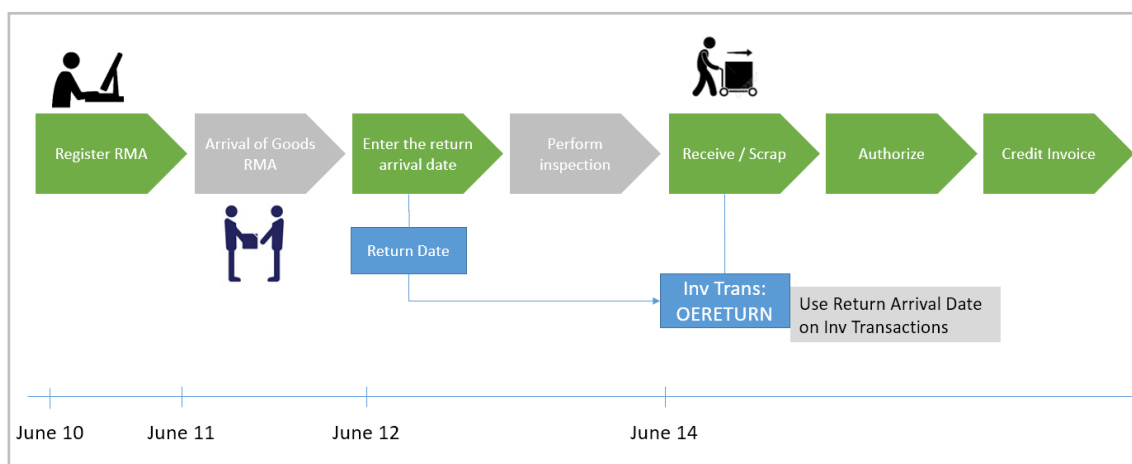 Register RMA
Arrival of Goods
RMA
Enter the return
arrival date
Perform
inspection
Receive / Scrap
Authorize
Credit Invoice
Return Date
Inv Trans:
OERETURN
Use Return Arrival Date
on Inv Transactions
June 10
June 11
June 12
June 14